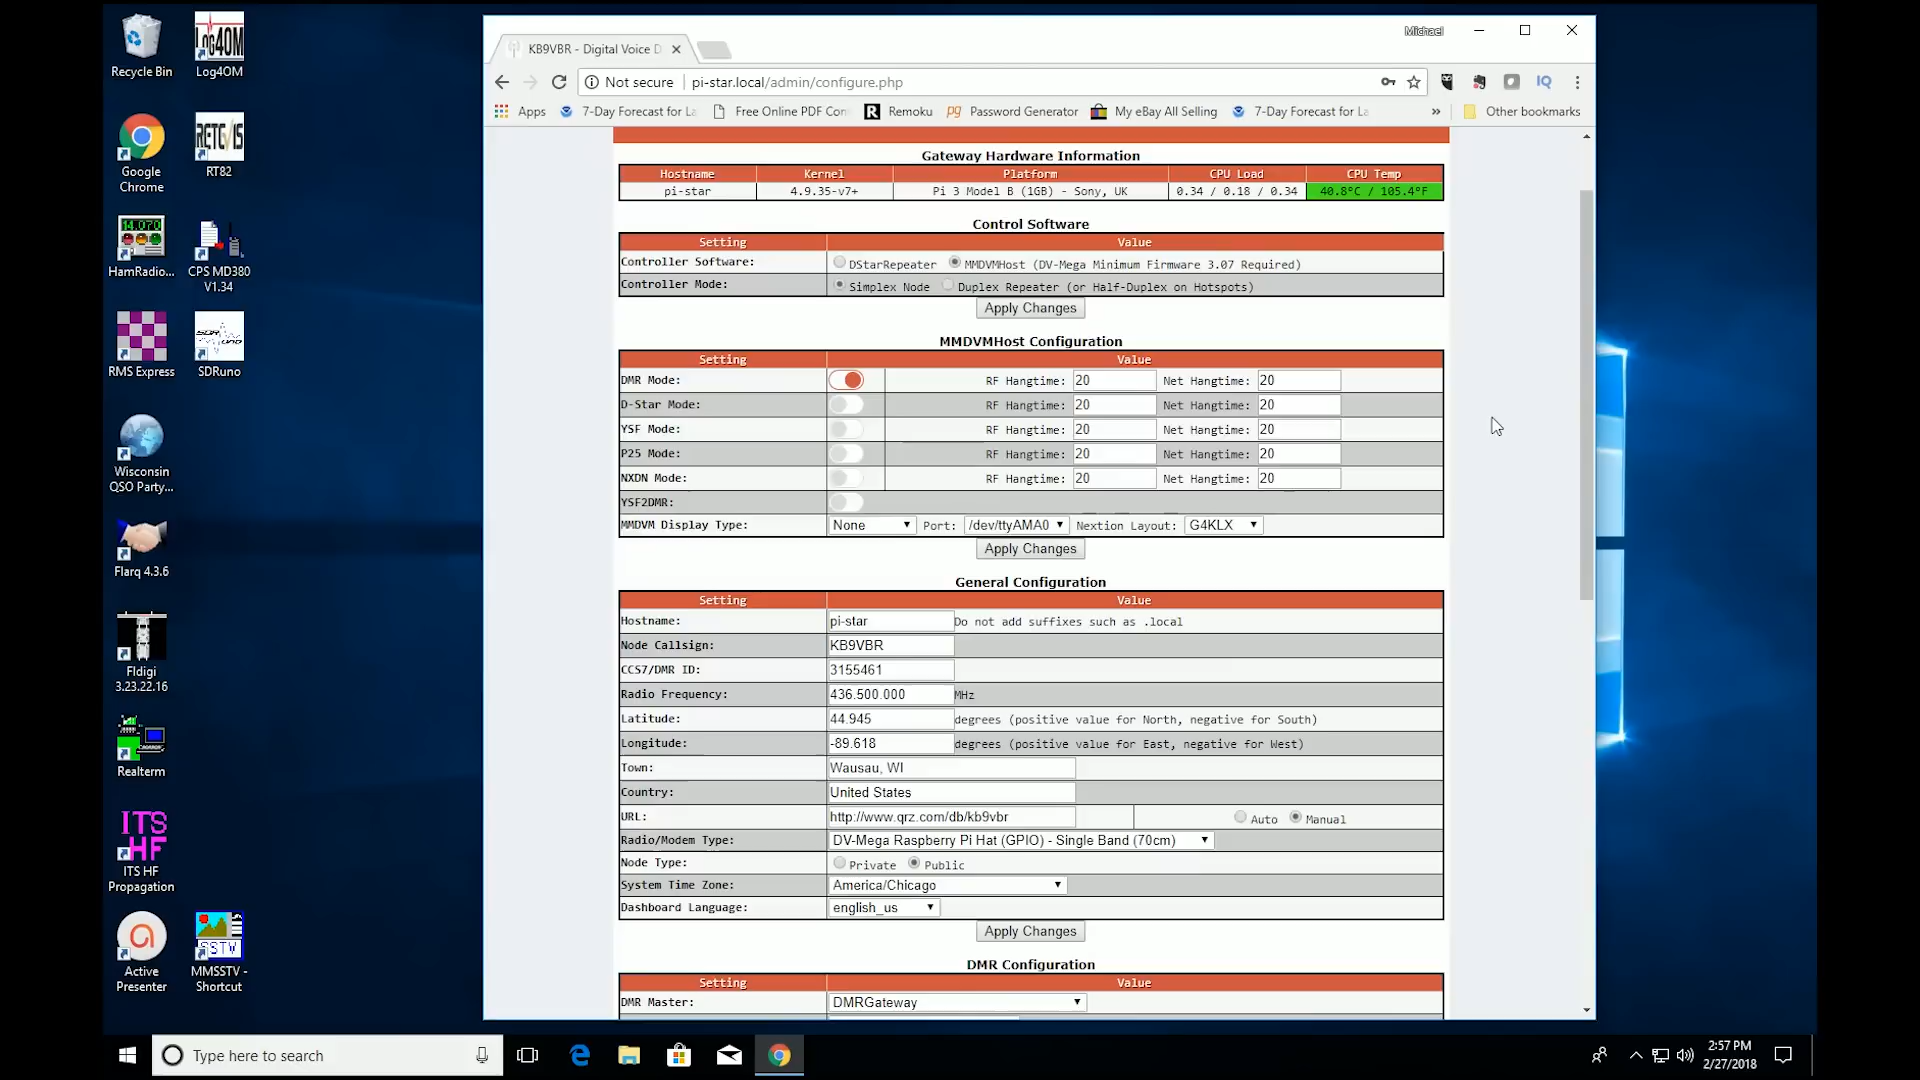 Recycle Bin
Log4OM
Log4OM
Google
Chrome
RETEVIS
RT82
14.070
HamRadio...
CPS MD380
V1.34
RMS Express
SDRuno
Wisconsin
QSO Party...
Flarq 4.3.6
Fldigi
3.23.22.16
Realterm
ITS
HF
ITS HF
Propagation
Active
Presenter
SSTV
MMSSTV -
Shortcut
Michael
KB9VBR - Digital Voice D
Not secure | pi-star.local/admin/configure.php
Apps 7-Day Forecast for La Free Online PDF Con R Remoku pg Password Generator My eBay All Selling 7-Day Forecast for La » Other bookmarks
Gateway Hardware Information
Hostname Kernel Platform CPU Load CPU Temp
pi-star 4.9.35-v7+ Pi 3 Model B (1GB) - Sony, UK 0.34 / 0.18 / 0.34 40.8ºC / 105.4ºF
Control Software
Setting Value
Controller Software: DStarRepeater MMDVMHost (DV-Mega Minimum Firmware 3.07 Required)
Controller Mode: Simplex Node Duplex Repeater (or Half-Duplex on Hotspots)
Apply Changes
MMDVMHost Configuration
Setting Value
DMR Mode: RF Hangtime: 20 Net Hangtime: 20
D-Star Mode: RF Hangtime: 20 Net Hangtime: 20
YSF Mode: RF Hangtime: 20 Net Hangtime: 20
P25 Mode: RF Hangtime: 20 Net Hangtime: 20
NXDN Mode: RF Hangtime: 20 Net Hangtime: 20
YSF2DMR:
MMDVM Display Type: None Port: /dev/ttyAMA0 Nextion Layout: G4KLX
Apply Changes
General Configuration
Setting Value
Hostname: pi-star Do not add suffixes such as .local
Node Callsign: KB9VBR
CCS7/DMR ID: 3155461
Radio Frequency: 436.500.000 MHz
Latitude: 44.945 degrees (positive value for North, negative for South)
Longitude: -89.618 degrees (positive value for East, negative for West)
Town: Wausau, WI
Country: United States
URL: http://www.qrz.com/db/kb9vbr Auto Manual
Radio/Modem Type: DV-Mega Raspberry Pi Hat (GPIO) - Single Band (70cm)
Node Type: Private Public
System Time Zone: America/Chicago
Dashboard Language: english_us
Apply Changes
DMR Configuration
Setting Value
DMR Master: DMRGateway
Type here to search
2:57 PM
2/27/2018